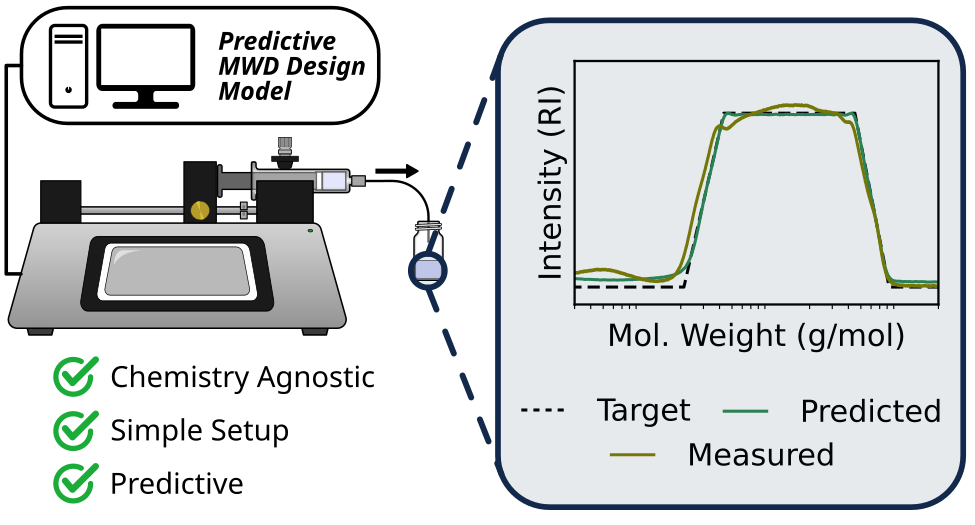 Predictive
MWD Design
Model
Chemistry Agnostic
Simple Setup
Predictive
Intensity (RI)
Mol. Weight (g/mol)
Target
Predicted
Measured